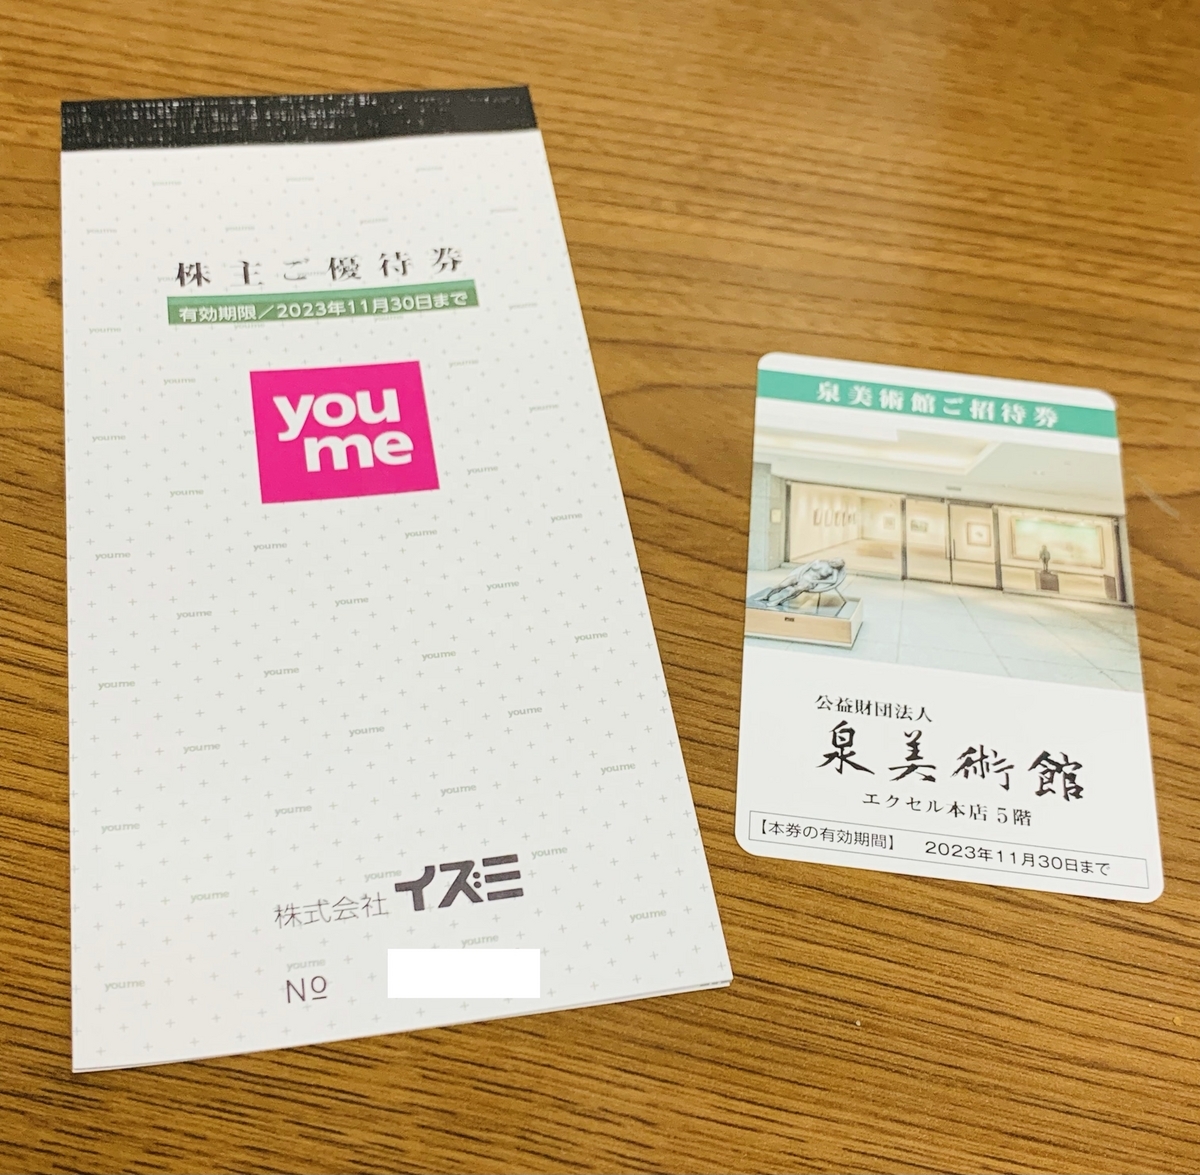 株主ご優待券
有効期限／2023年11月30日まで
you
me
株式会社 イズミ
Nº
泉美術館ご招待券
公益財団法人
泉美術館
エクセル本店5階
【本券の有効期間】 2023年11月30日まで